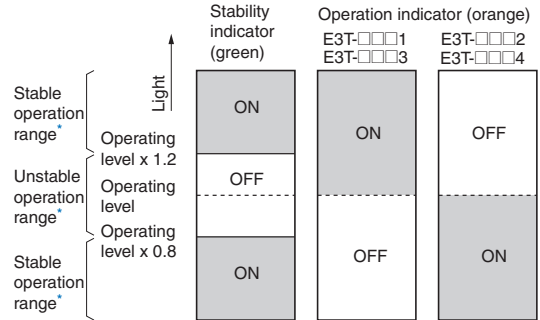 Stability
indicator
(green)
Operation indicator (orange)
E3T-□□□1
E3T-□□□3
E3T-□□□2
E3T-□□□4
Light
Stable
operation
range*
Operating
level x 1.2
Unstable
operation
range*
Operating
level
Operating
level x 0.8
Stable
operation
range*
ON
OFF
ON
ON
OFF
OFF
ON